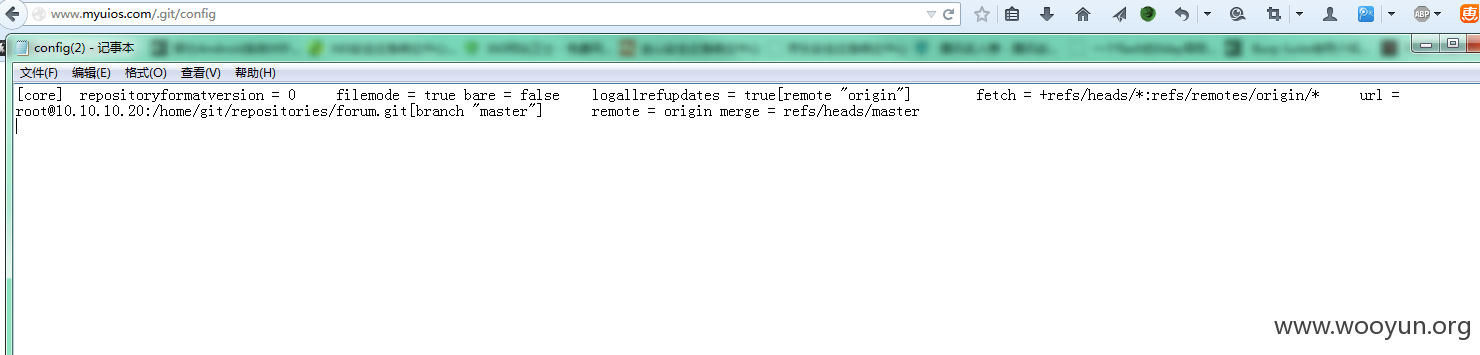 www.myuios.com/.git/config
ABP
惠
config(2) - 记事本
文件(F) 编辑(E) 格式(O) 查看(V) 帮助(H)
[core] repositoryformatversion = 0 filemode = true bare = false logallrefupdates = true[remote "origin"] fetch = +refs/heads/*:refs/remotes/origin/* url =
root@10.10.10.20:/home/git/repositories/forum.git[branch "master"] remote = origin merge = refs/heads/master
www.wooyun.org